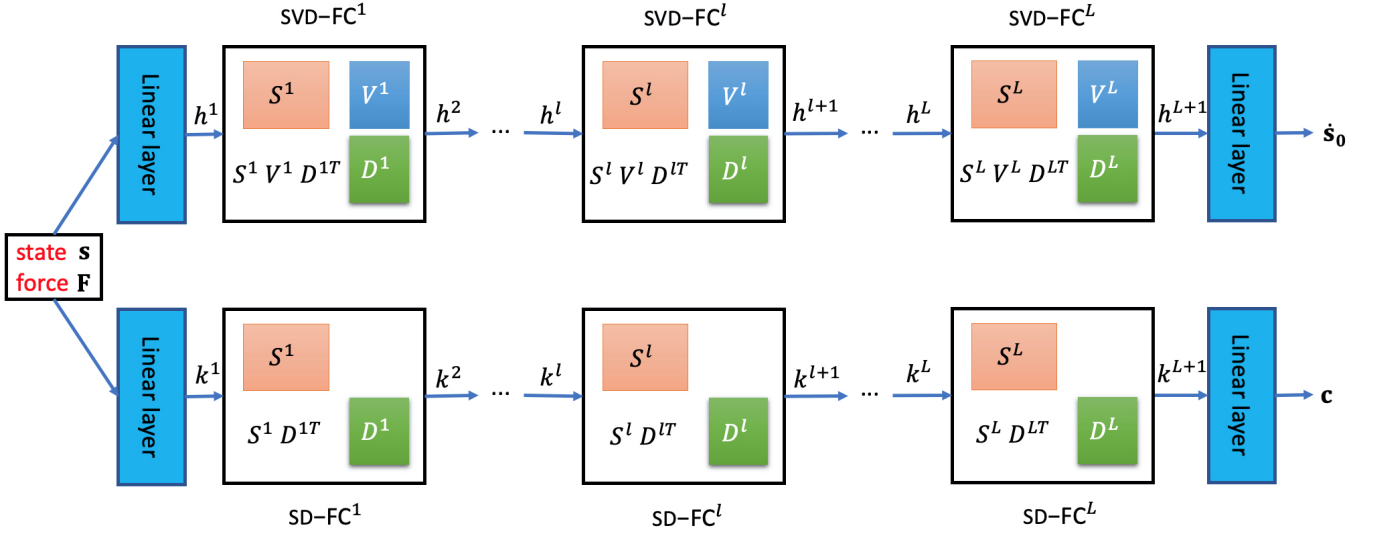 SVD–FC¹ SVD–FCˡ SVD–FCᴸ
Linear layer
h¹
S¹ V¹
S¹ V¹ D¹ᵀ D¹
h² ... hˡ
Sˡ Vˡ
Sˡ Vˡ Dˡᵀ Dˡ
hˡ⁺¹ ... hᴸ
Sᴸ Vᴸ
Sᴸ Vᴸ Dᴸᵀ Dᴸ
hᴸ⁺¹
Linear layer
ṡ₀
state s
force F
Linear layer
k¹
S¹
S¹ D¹ᵀ D¹
k² ... kˡ
Sˡ
Sˡ Dˡᵀ Dˡ
kˡ⁺¹ ... kᴸ
Sᴸ
Sᴸ Dᴸᵀ Dᴸ
kᴸ⁺¹
Linear layer
c
SD–FC¹ SD–FCˡ SD–FCᴸ